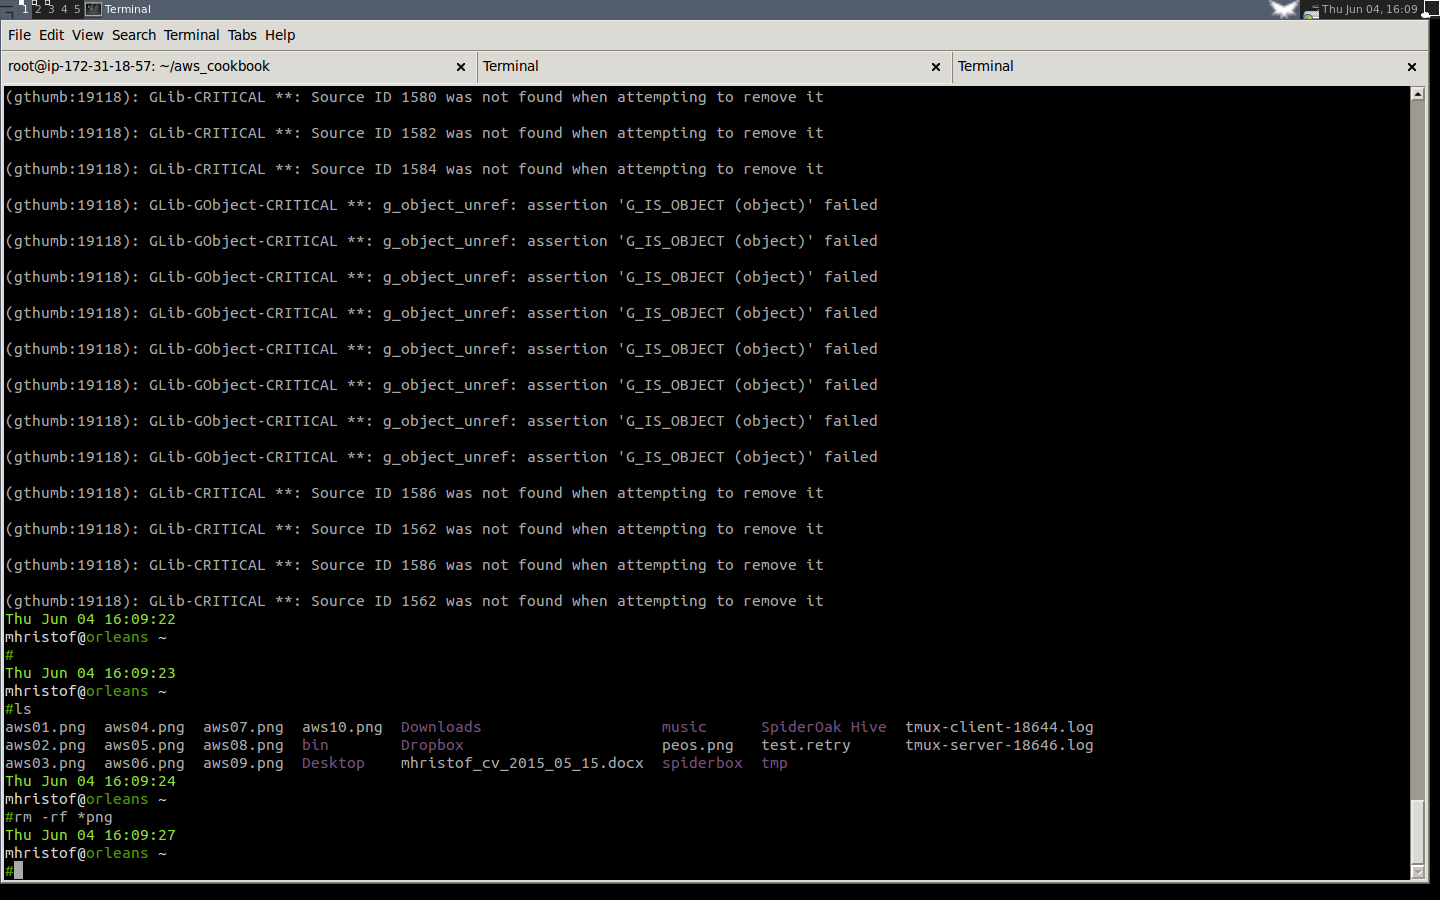 1 2 3 4 5 Terminal Thu Jun 04, 16:09
File Edit View Search Terminal Tabs Help
root@ip-172-31-18-57: ~/aws_cookbook × Terminal × Terminal ×
(gthumb:19118): GLib-CRITICAL **: Source ID 1580 was not found when attempting to remove it
(gthumb:19118): GLib-CRITICAL **: Source ID 1582 was not found when attempting to remove it
(gthumb:19118): GLib-CRITICAL **: Source ID 1584 was not found when attempting to remove it
(gthumb:19118): GLib-GObject-CRITICAL **: g_object_unref: assertion 'G_IS_OBJECT (object)' failed
(gthumb:19118): GLib-GObject-CRITICAL **: g_object_unref: assertion 'G_IS_OBJECT (object)' failed
(gthumb:19118): GLib-GObject-CRITICAL **: g_object_unref: assertion 'G_IS_OBJECT (object)' failed
(gthumb:19118): GLib-GObject-CRITICAL **: g_object_unref: assertion 'G_IS_OBJECT (object)' failed
(gthumb:19118): GLib-GObject-CRITICAL **: g_object_unref: assertion 'G_IS_OBJECT (object)' failed
(gthumb:19118): GLib-GObject-CRITICAL **: g_object_unref: assertion 'G_IS_OBJECT (object)' failed
(gthumb:19118): GLib-GObject-CRITICAL **: g_object_unref: assertion 'G_IS_OBJECT (object)' failed
(gthumb:19118): GLib-GObject-CRITICAL **: g_object_unref: assertion 'G_IS_OBJECT (object)' failed
(gthumb:19118): GLib-CRITICAL **: Source ID 1586 was not found when attempting to remove it
(gthumb:19118): GLib-CRITICAL **: Source ID 1562 was not found when attempting to remove it
(gthumb:19118): GLib-CRITICAL **: Source ID 1586 was not found when attempting to remove it
(gthumb:19118): GLib-CRITICAL **: Source ID 1562 was not found when attempting to remove it
Thu Jun 04 16:09:22
mhristof@orleans ~
#
Thu Jun 04 16:09:23
mhristof@orleans ~
#ls
aws01.png aws04.png aws07.png aws10.png Downloads music SpiderOak Hive tmux-client-18644.log
aws02.png aws05.png aws08.png bin Dropbox peos.png test.retry tmux-server-18646.log
aws03.png aws06.png aws09.png Desktop mhristof_cv_2015_05_15.docx spiderbox tmp
Thu Jun 04 16:09:24
mhristof@orleans ~
#rm -rf *png
Thu Jun 04 16:09:27
mhristof@orleans ~
#